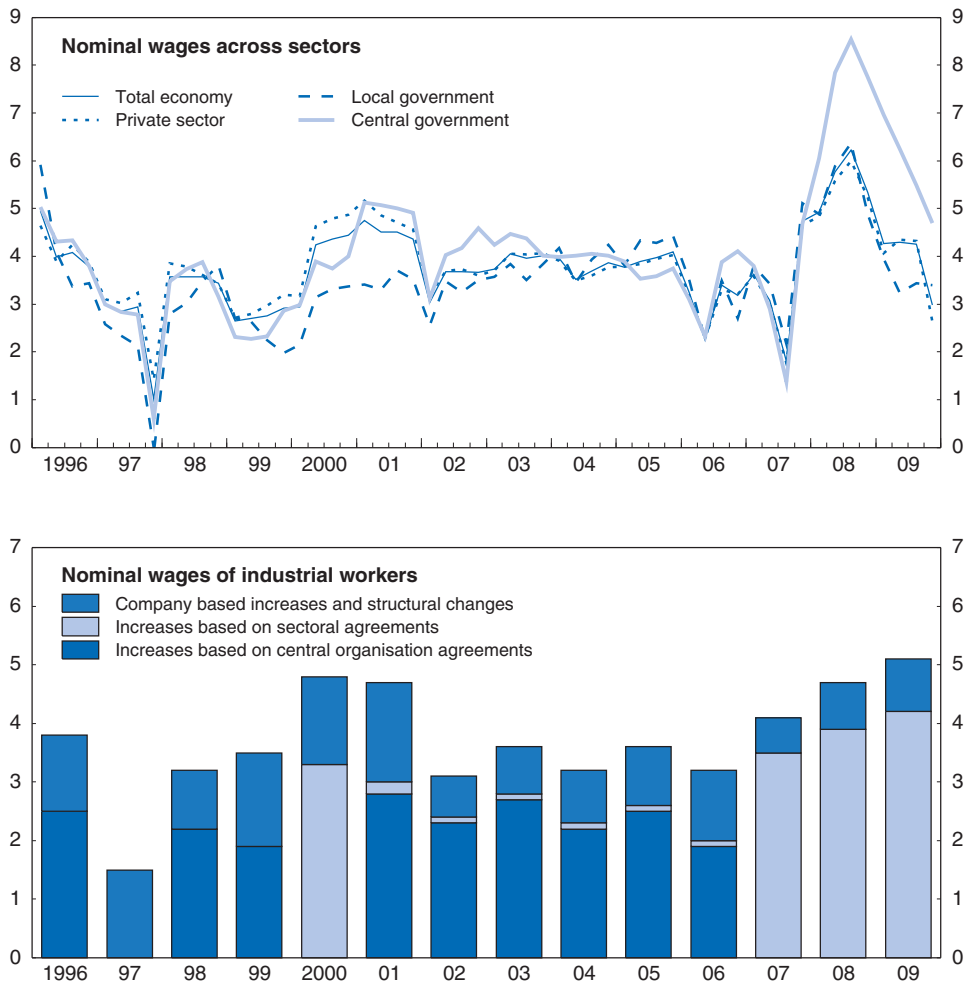 9 9
Nominal wages across sectors
8 8
Total economy Local government
7 7
Private sector Central government
6 6
5 5
4 4
3 3
2 2
1 1
0 0
1996 97 98 99 2000 01 02 03 04 05 06 07 08 09
7 7
Nominal wages of industrial workers
Company based increases and structural changes
6 6
Increases based on sectoral agreements
Increases based on central organisation agreements
5 5
4 4
3 3
2 2
1 1
0 0
1996 97 98 99 2000 01 02 03 04 05 06 07 08 09